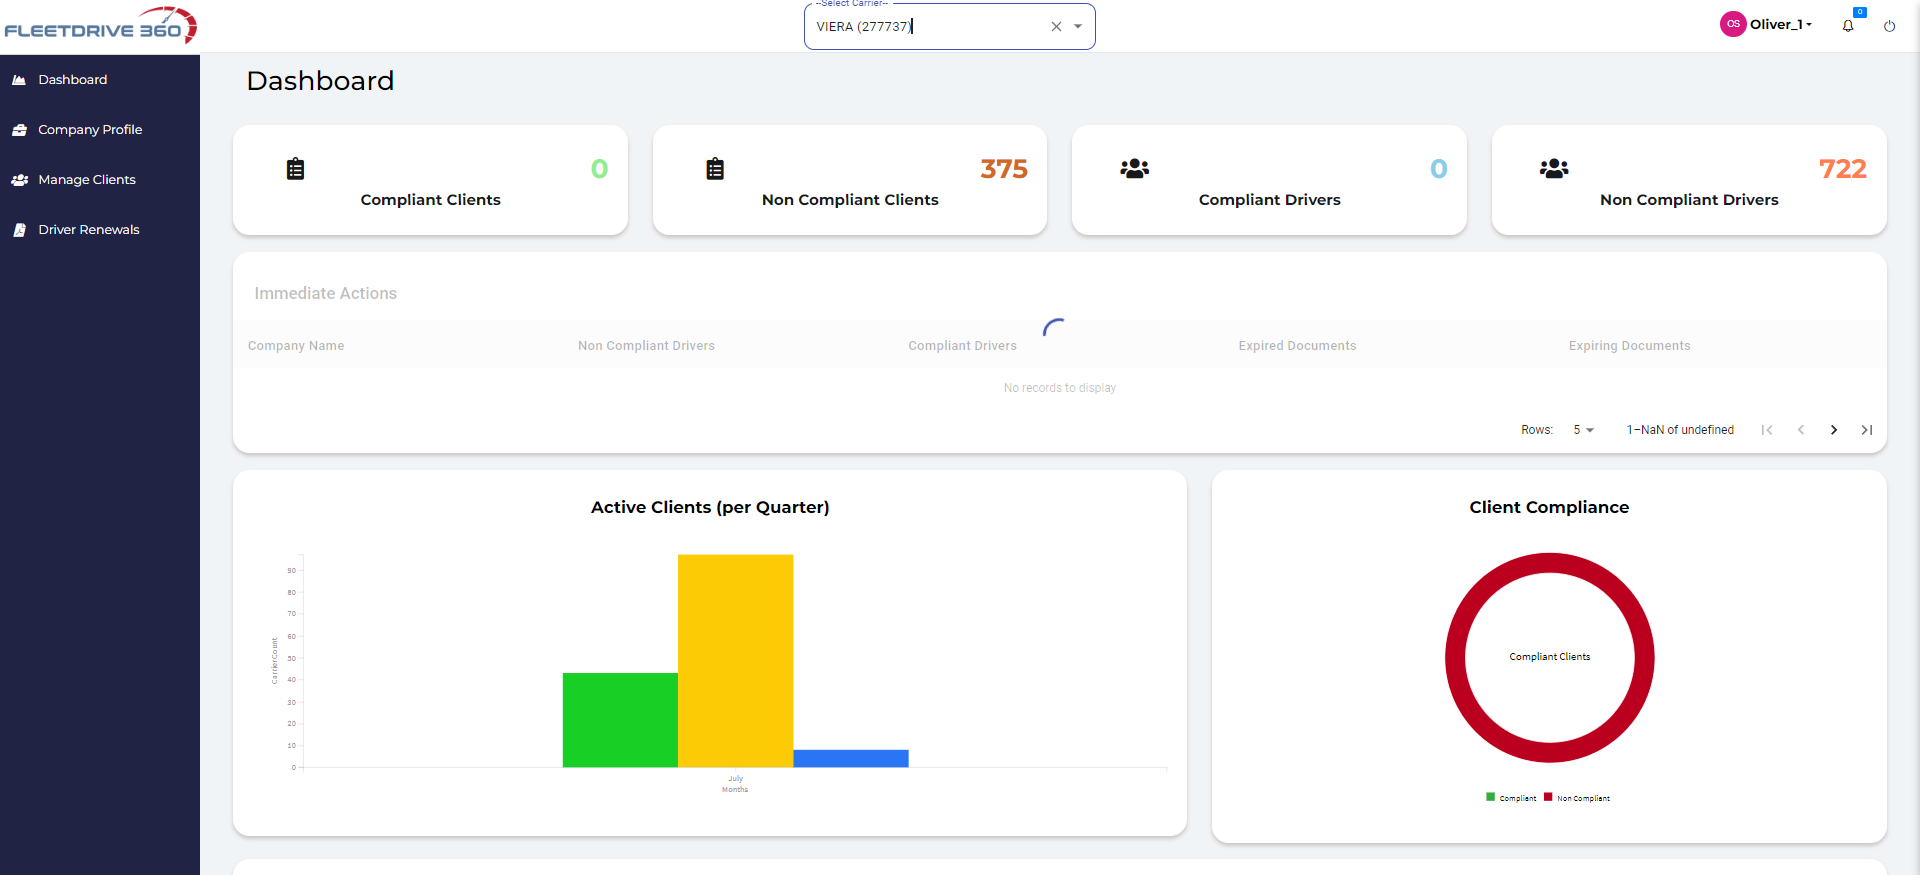 FLEETDRIVE 360
--Select Carrier--
VIERA (277737)
OS Oliver_1
0
Dashboard
Company Profile
Manage Clients
Driver Renewals
Dashboard
0
Compliant Clients
375
Non Compliant Clients
0
Compliant Drivers
722
Non Compliant Drivers
Immediate Actions
Company Name Non Compliant Drivers Compliant Drivers Expired Documents Expiring Documents
No records to display
Rows: 5 1-NaN of undefined
Active Clients (per Quarter)
90
80
70
60
50
40
30
20
10
0
CarrierCount
July
Months
Client Compliance
Compliant Clients
Compliant Non Compliant